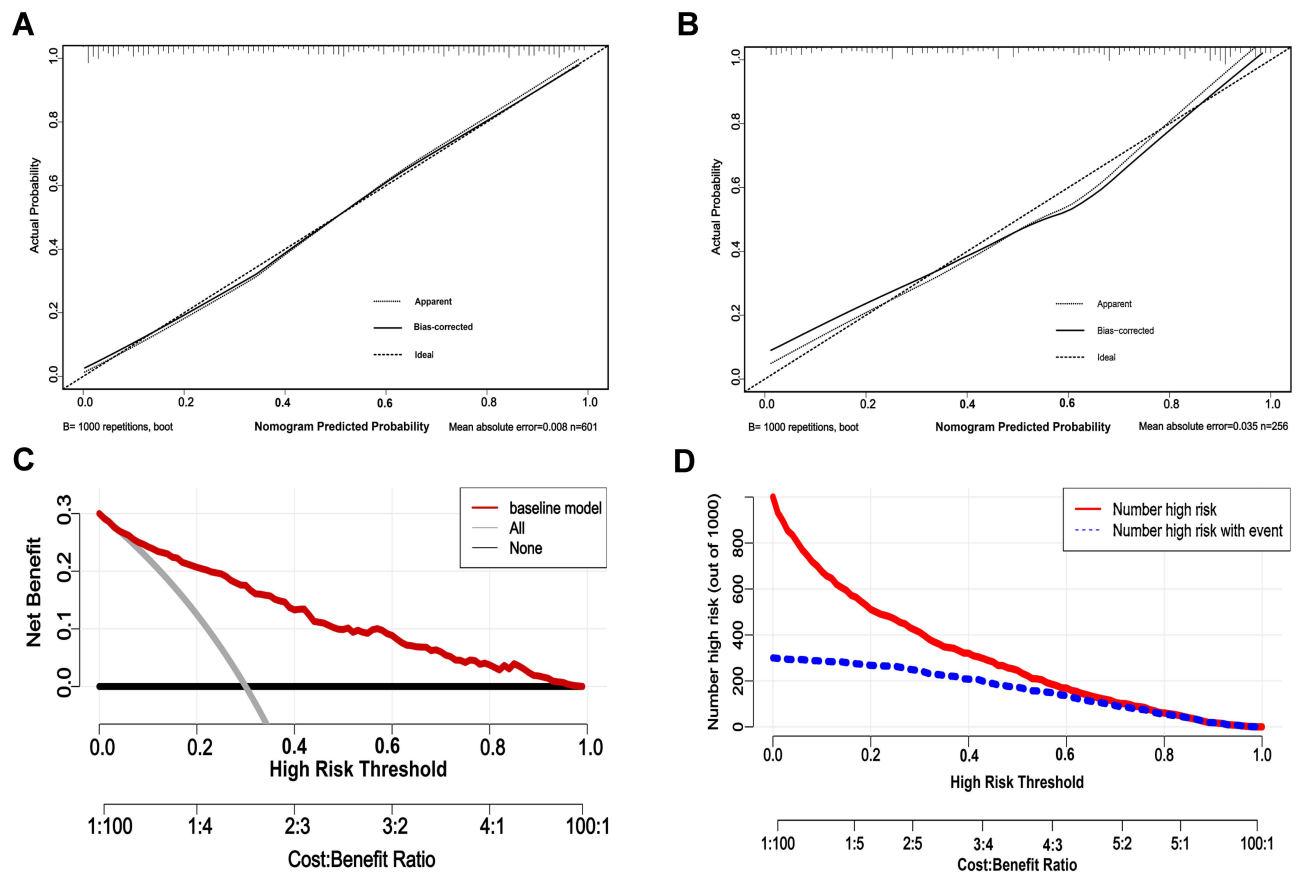 A
1.0
0.8
0.6
0.4
0.2
0.0
Actual Probability
Apparent
Bias-corrected
Ideal
0.0 0.2 0.4 0.6 0.8 1.0
B= 1000 repetitions, boot Nomogram Predicted Probability Mean absolute error=0.008 n=601
B
1.0
0.8
0.6
0.4
0.2
0.0
Actual Probability
Apparent
Bias−corrected
Ideal
0.0 0.2 0.4 0.6 0.8 1.0
B= 1000 repetitions, boot Nomogram Predicted Probability Mean absolute error=0.035 n=256
C
0.3
0.2
0.1
0.0
Net Benefit
baseline model
All
None
0.0 0.2 0.4 0.6 0.8 1.0
High Risk Threshold
1:100 1:4 2:3 3:2 4:1 100:1
Cost:Benefit Ratio
D
800
600
400
200
0
Number high risk (out of 1000)
Number high risk
Number high risk with event
0.0 0.2 0.4 0.6 0.8 1.0
High Risk Threshold
1:100 1:5 2:5 3:4 4:3 5:2 5:1 100:1
Cost:Benefit Ratio